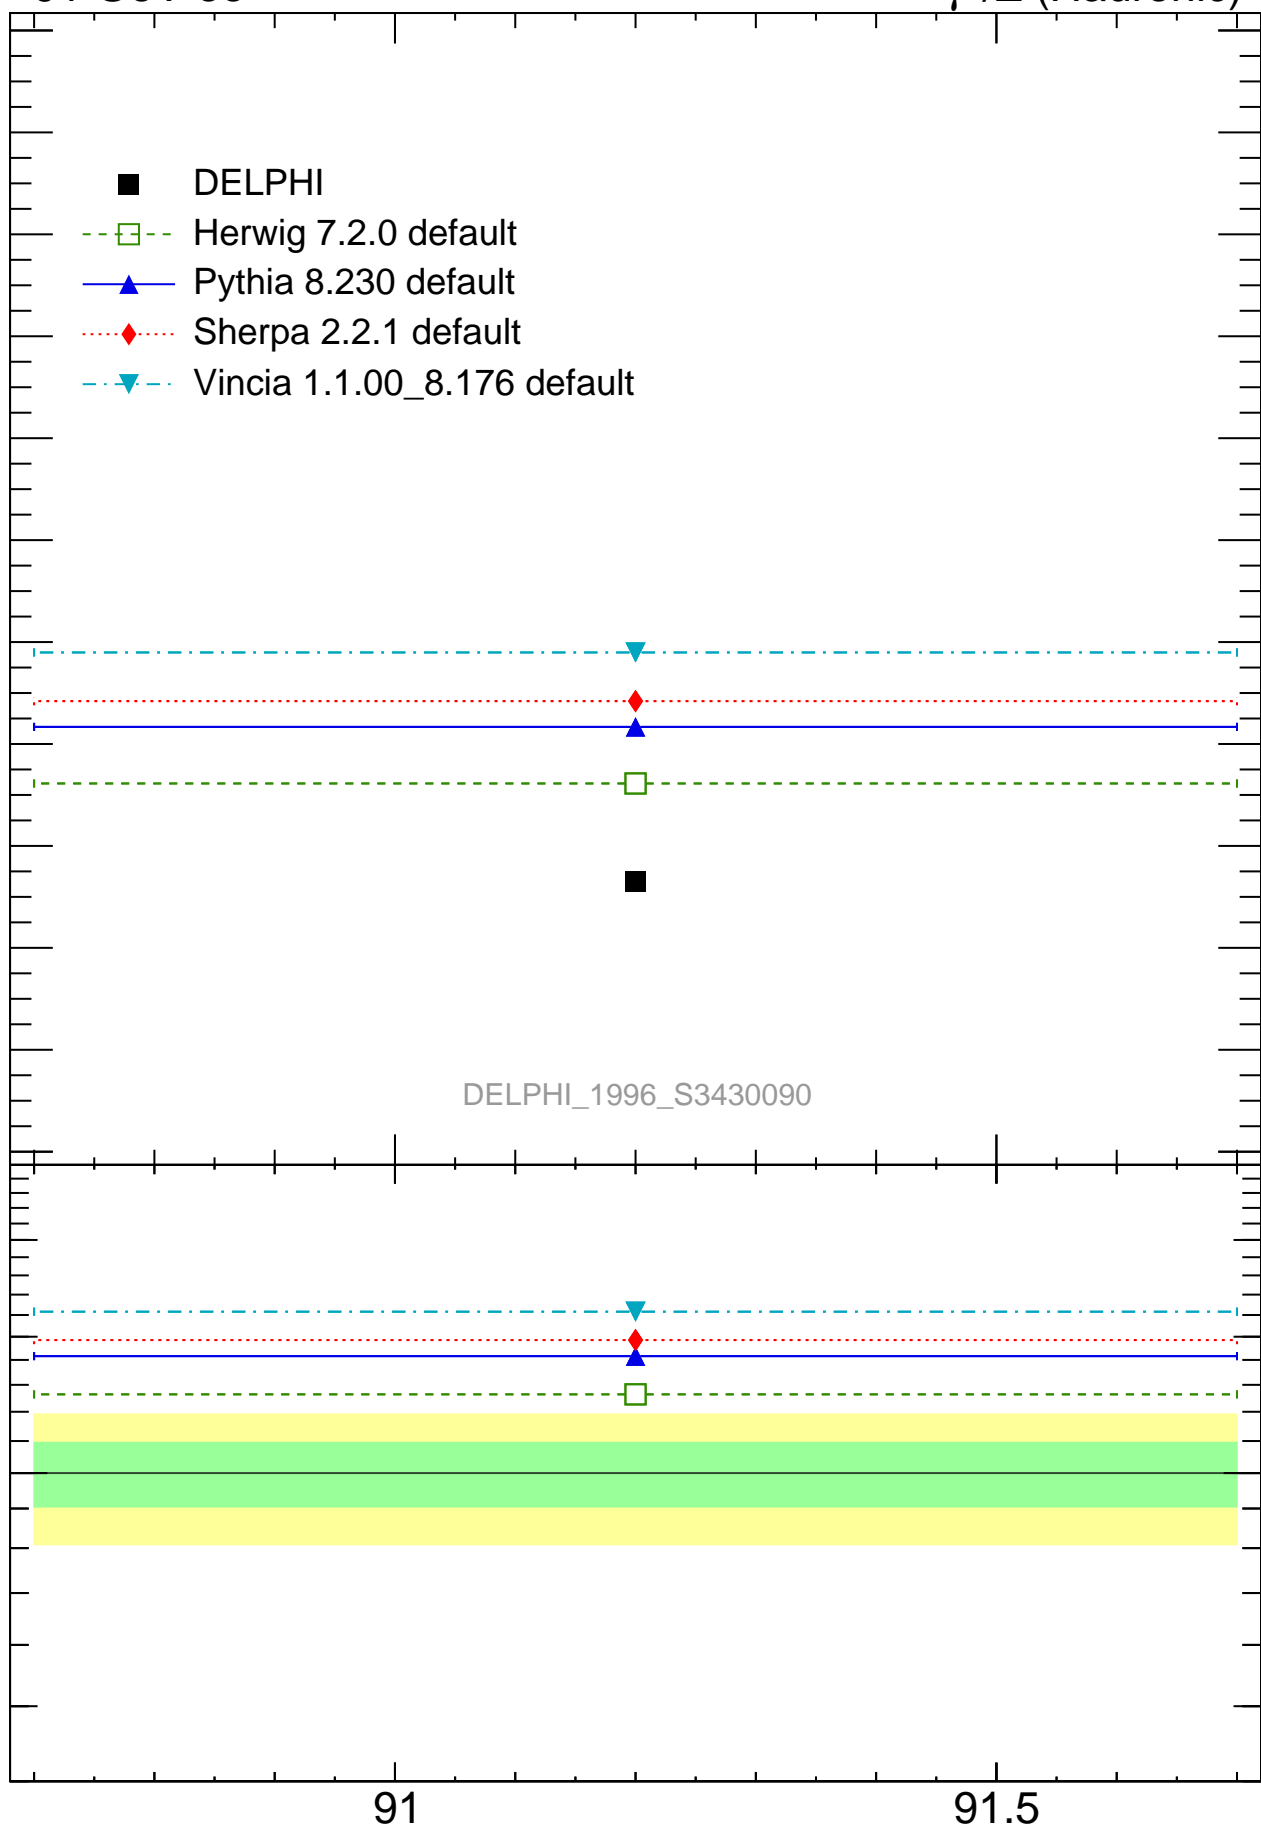 DELPHI
Herwig 7.2.0 default
Pythia 8.230 default
Sherpa 2.2.1 default
Vincia 1.1.00_8.176 default
DELPHI_1996_S3430090
91
91.5